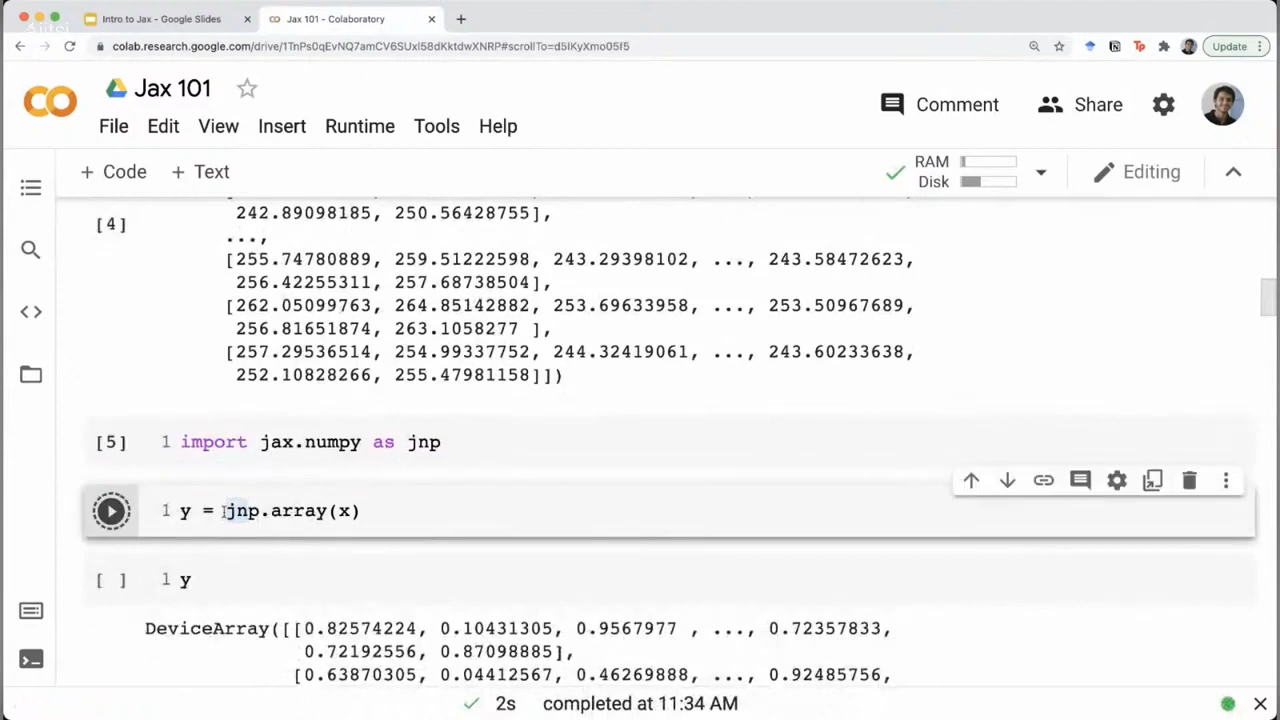 Intro to Jax - Google Slides
Jax 101 - Colaboratory
colab.research.google.com/drive/1TnPs0qEvNQ7amCV6SUxl58dKktdwXNRP#scrollTo=d5IKyXmo05f5
Update
Jax 101
Comment
Share
File Edit View Insert Runtime Tools Help
+ Code + Text
RAM
Disk
Editing
242.89098185, 250.56428755],
[4]
...,
[255.74780889, 259.51222598, 243.29398102, ..., 243.58472623,
256.42255311, 257.68738504],
[262.05099763, 264.85142882, 253.69633958, ..., 253.50967689,
256.81651874, 263.1058277 ],
[257.29536514, 254.99337752, 244.32419061, ..., 243.60233638,
252.10828266, 255.47981158]])
[5] 1 import jax.numpy as jnp
1 y = jnp.array(x)
[ ] 1 y
DeviceArray([[0.82574224, 0.10431305, 0.9567977 , ..., 0.72357833,
0.72192556, 0.87098885],
[0.63870305, 0.04412567, 0.46269888, ..., 0.92485756,
2s completed at 11:34 AM